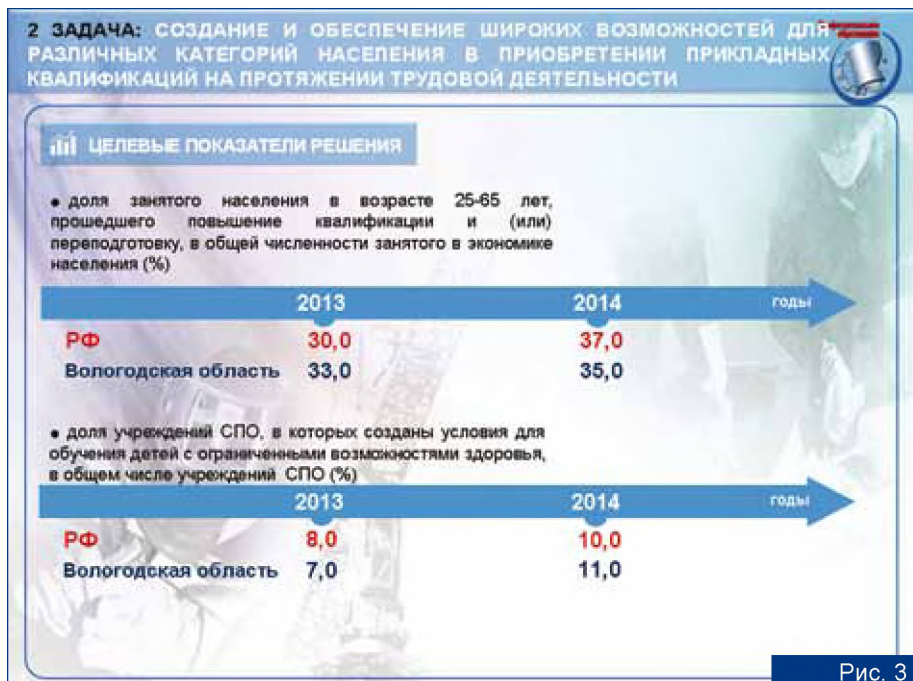 2 ЗАДАЧА: СОЗДАНИЕ И ОБЕСПЕЧЕНИЕ ШИРОКИХ ВОЗМОЖНОСТЕЙ ДЛЯ
РАЗЛИЧНЫХ КАТЕГОРИЙ НАСЕЛЕНИЯ В ПРИОБРЕТЕНИИ ПРИКЛАДНЫХ
КВАЛИФИКАЦИЙ НА ПРОТЯЖЕНИИ ТРУДОВОЙ ДЕЯТЕЛЬНОСТИ
ЦЕЛЕВЫЕ ПОКАЗАТЕЛИ РЕШЕНИЯ
• доля занятого населения в возрасте 25-65 лет,
прошедшего повышение квалификации и (или)
переподготовку, в общей численности занятого в экономике
населения (%)
2013 2014 годы
РФ 30,0 37,0
Вологодская область 33,0 35,0
• доля учреждений СПО, в которых созданы условия для
обучения детей с ограниченными возможностями здоровья,
в общем числе учреждений СПО (%)
2013 2014 годы
РФ 8,0 10,0
Вологодская область 7,0 11,0
Рис. 3